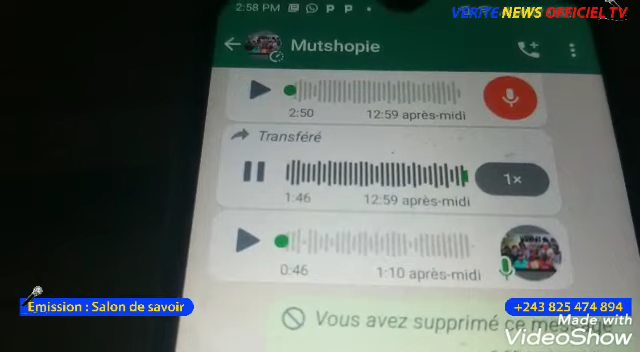 2:58 PM P P
VERITE NEWS OFFICIEL TV
Mutshopie
2:50 12:59 après-midi
Transféré
1×
1:46 12:59 après-midi
0:46 1:10 après-midi
Emission : Salon de savoir
+243 825 474 894
Vous avez supprimé ce message
Made with
VideoShow